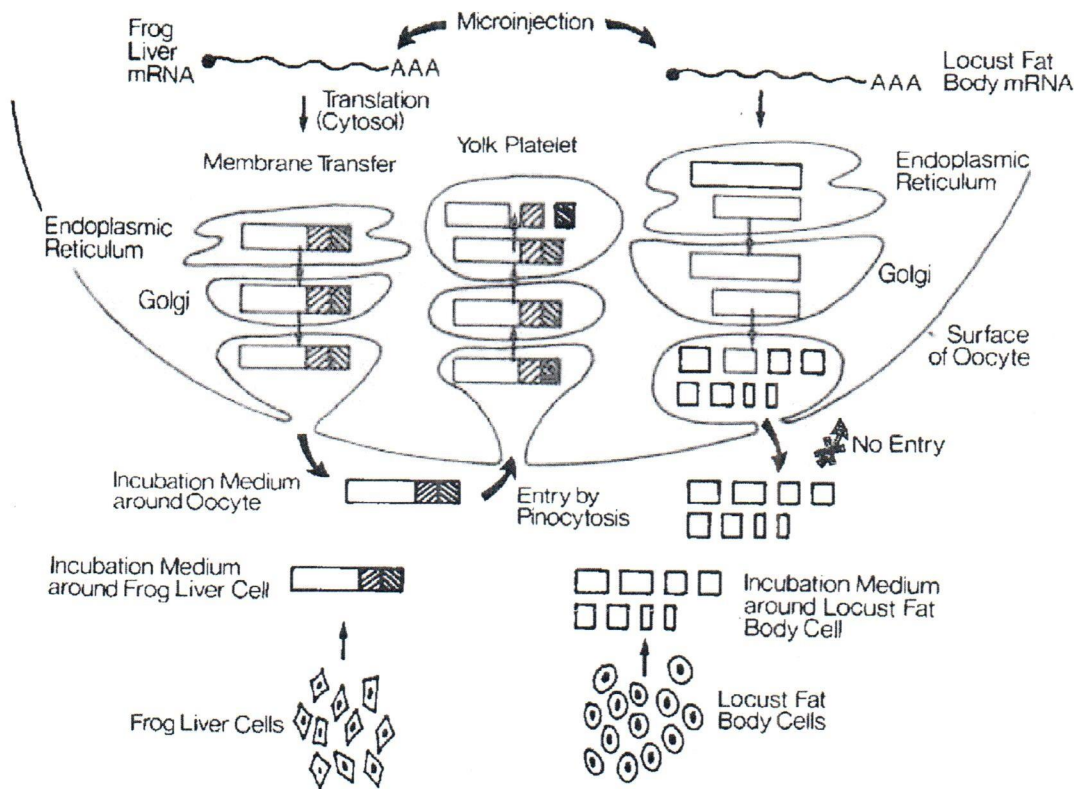 Microinjection
Frog
Liver
mRNA
AAA
Locust Fat
Body mRNA
AAA
Translation
(Cytosol)
Membrane Transfer
Yolk Platelet
Endoplasmic
Reticulum
Endoplasmic
Reticulum
Golgi
Golgi
Surface
of Oocyte
No Entry
Incubation Medium
around Oocyte
Entry by
Pinocytosis
Incubation Medium
around Frog Liver Cell
Incubation Medium
around Locust Fat
Body Cell
Frog Liver Cells
Locust Fat
Body Cells